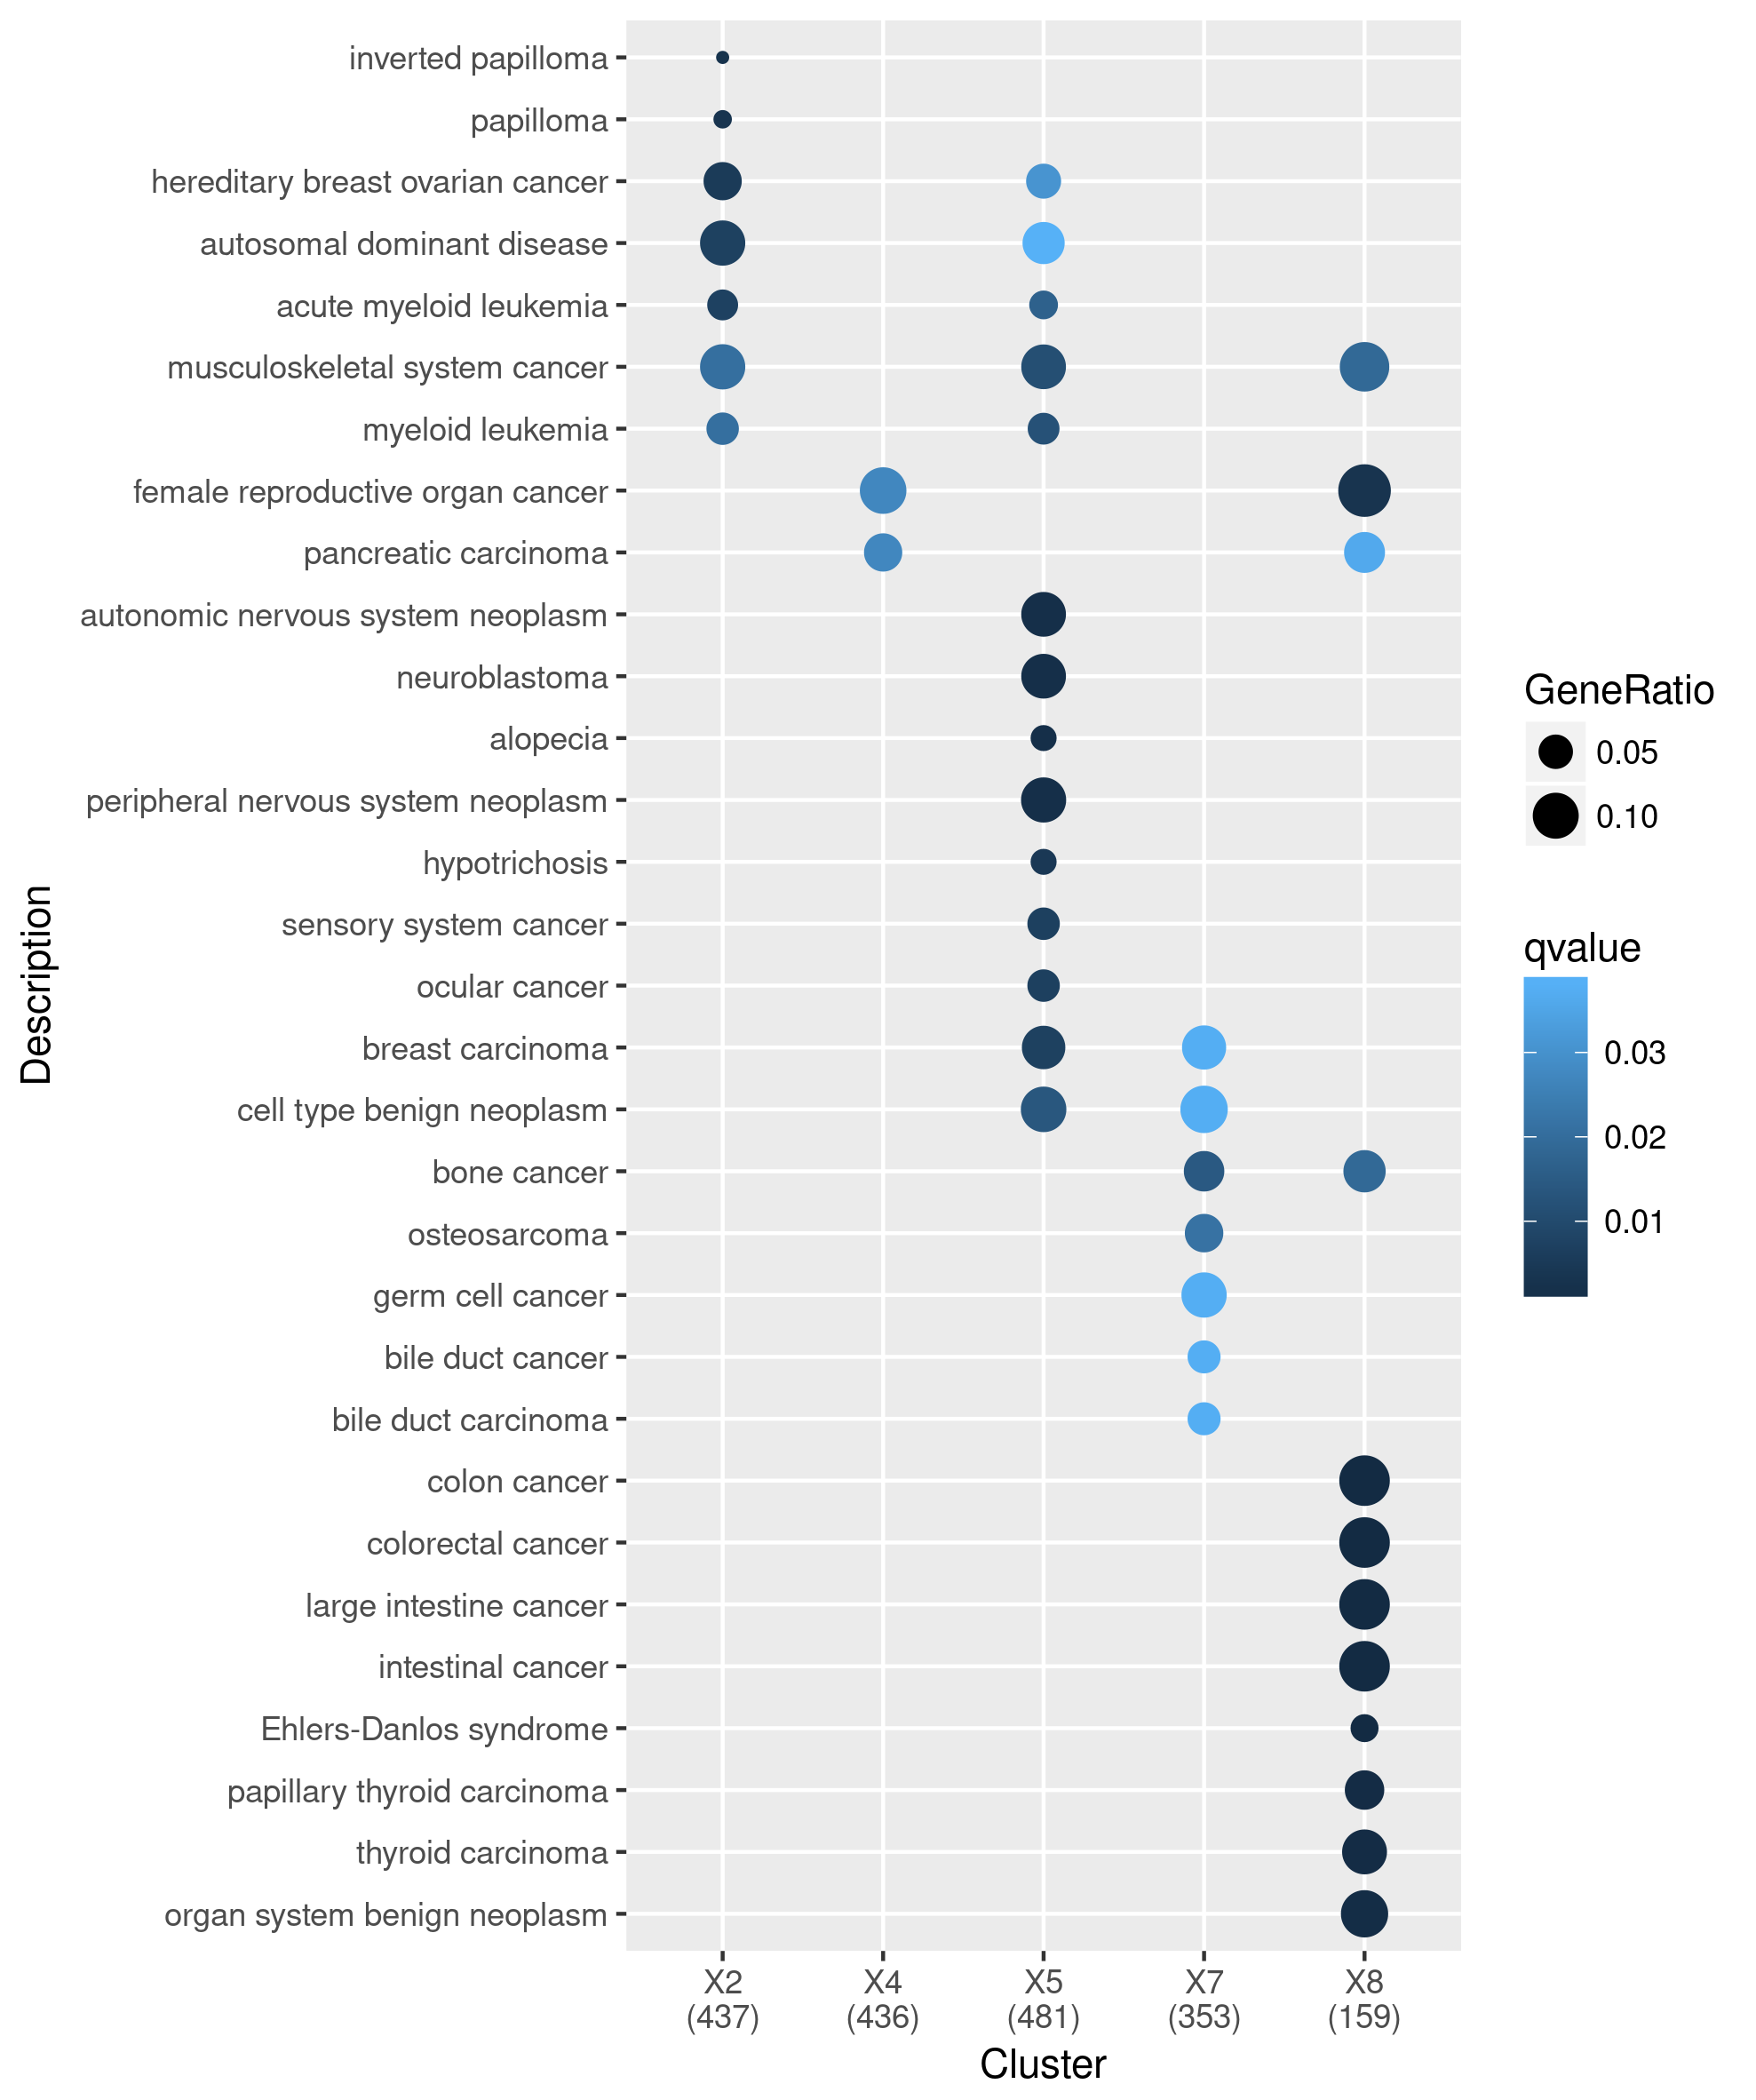 inverted papilloma
papilloma
hereditary breast ovarian cancer
autosomal dominant disease
acute myeloid leukemia
musculoskeletal system cancer
myeloid leukemia
female reproductive organ cancer
pancreatic carcinoma
autonomic nervous system neoplasm
neuroblastoma
alopecia
peripheral nervous system neoplasm
hypotrichosis
sensory system cancer
ocular cancer
breast carcinoma
cell type benign neoplasm
bone cancer
osteosarcoma
germ cell cancer
bile duct cancer
bile duct carcinoma
colon cancer
colorectal cancer
large intestine cancer
intestinal cancer
Ehlers-Danlos syndrome
papillary thyroid carcinoma
thyroid carcinoma
organ system benign neoplasm
Description
X2 X4 X5 X7 X8
(437) (436) (481) (353) (159)
Cluster
GeneRatio
0.05
0.10
qvalue
0.03
0.02
0.01